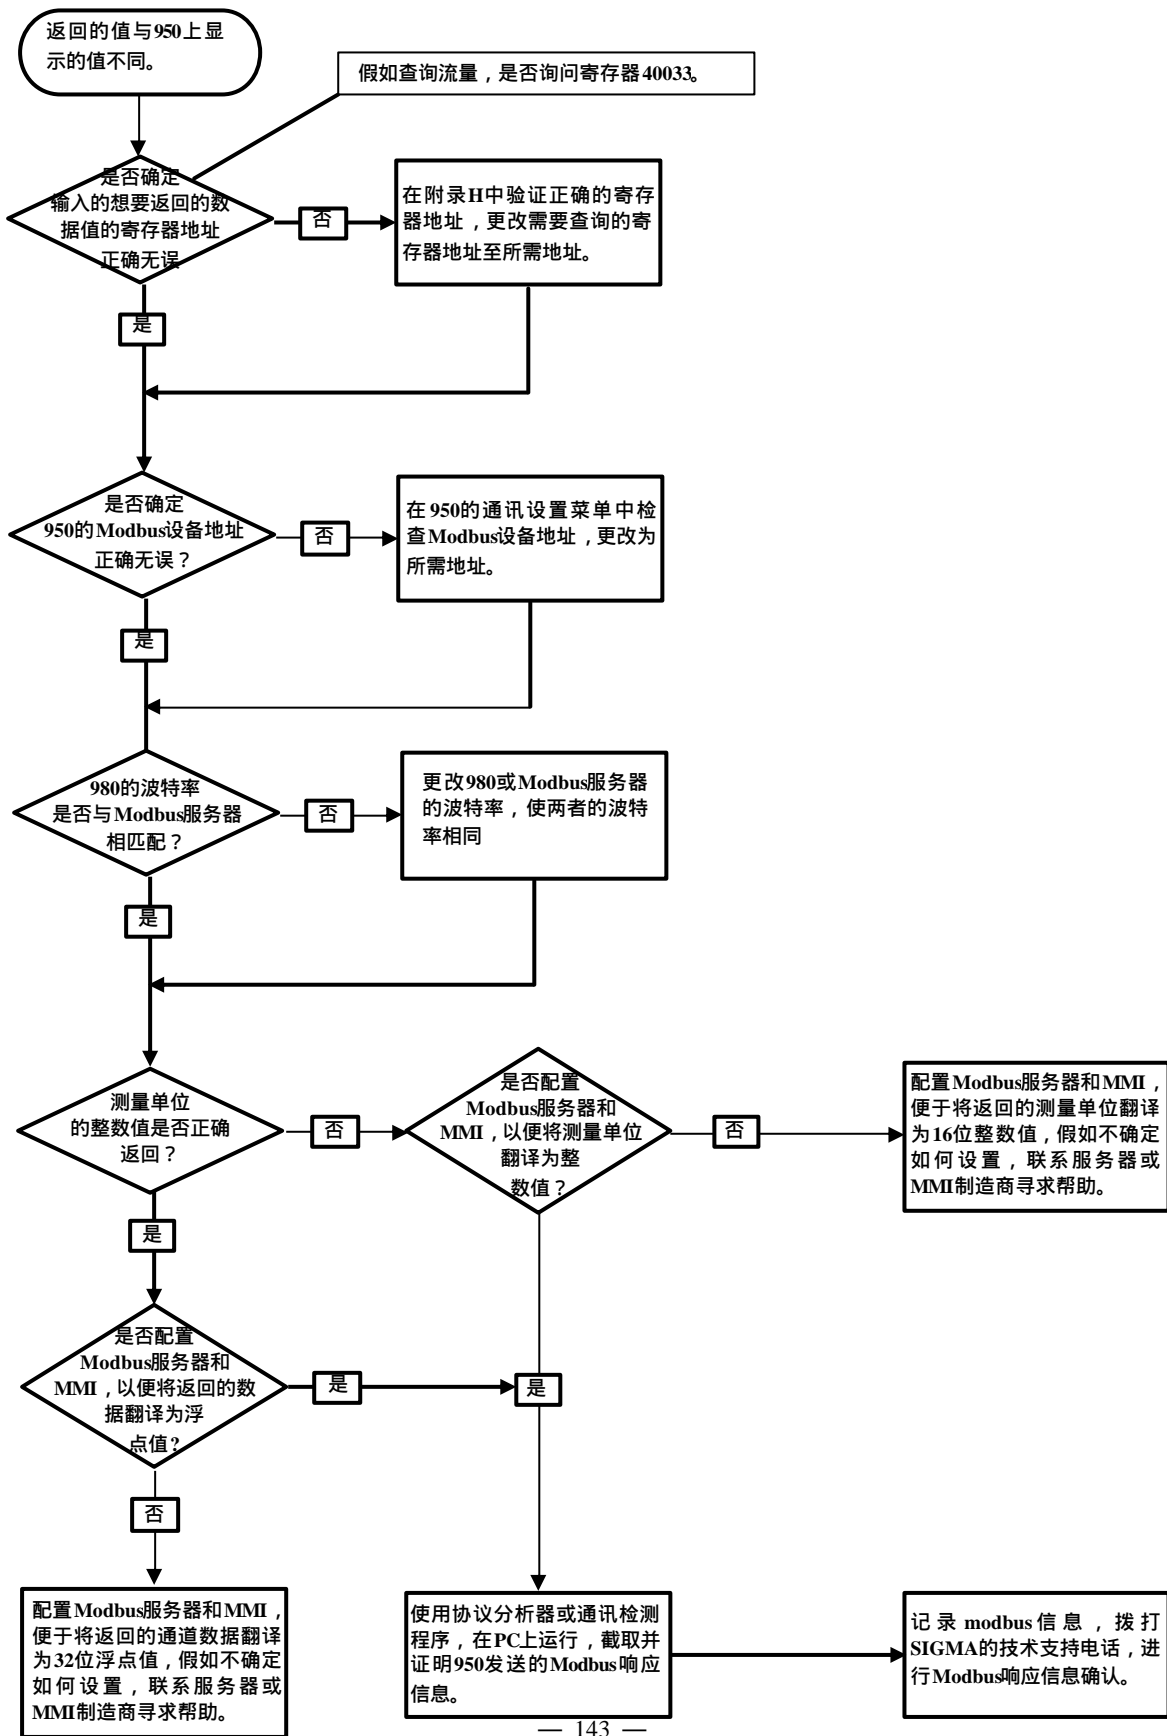 返回的值与950上显
示的值不同。
假如查询流量，是否询问寄存器40033。
是否确定
输入的想要返回的数
据值的寄存器地址
正确无误
否
在附录H中验证正确的寄存
器地址，更改需要查询的寄
存器地址至所需地址。
是
是否确定
950的Modbus设备地址
正确无误？
否
在950的通讯设置菜单中检
查Modbus设备地址，更改为
所需地址。
是
980的波特率
是否与Modbus服务器
相匹配？
否
更改980或Modbus服务器
的波特率，使两者的波特
率相同
是
测量单位
的整数值是否正确
返回？
否
是否配置
Modbus服务器和
MMI，以便将测量单位
翻译为整
数值？
否
配置Modbus服务器和MMI，
便于将返回的测量单位翻译
为16位整数值，假如不确定
如何设置，联系服务器或
MMI制造商寻求帮助。
是
是否配置
Modbus服务器和
MMI，以便将返回的数
据翻译为浮
点值?
是
是
否
配置Modbus服务器和MMI，
便于将返回的通道数据翻译
为32位浮点值，假如不确定
如何设置，联系服务器或
MMI制造商寻求帮助。
使用协议分析器或通讯检测
程序，在PC上运行，截取并
证明950发送的Modbus响应
信息。
记录modbus信息，拨打
SIGMA的技术支持电话，进
行Modbus响应信息确认。
— 143 —